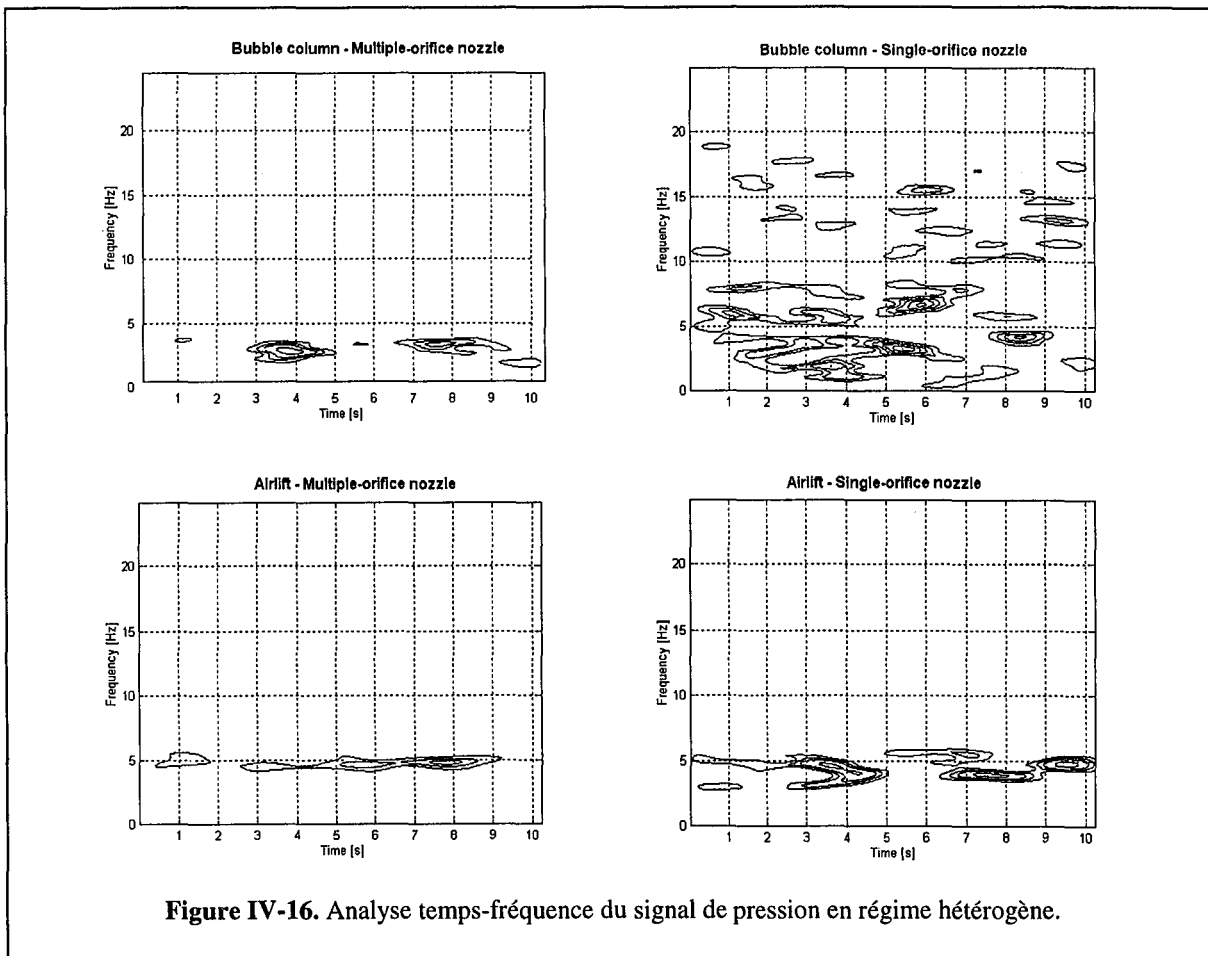 Bubble column - Multiple-orifice nozzle
Frequency [Hz]
20
15
10
5
0
1 2 3 4 5 6 7 8 9 10
Time [s]
Bubble column - Single-orifice nozzle
Frequency [Hz]
20
15
10
5
0
1 2 3 4 5 6 7 8 9 10
Time [s]
Airlift - Multiple-orifice nozzle
Frequency [Hz]
20
15
10
5
0
1 2 3 4 5 6 7 8 9 10
Time [s]
Airlift - Single-orifice nozzle
Frequency [Hz]
20
15
10
5
0
1 2 3 4 5 6 7 8 9 10
Time [s]
Figure IV-16. Analyse temps-fréquence du signal de pression en régime hétérogène.